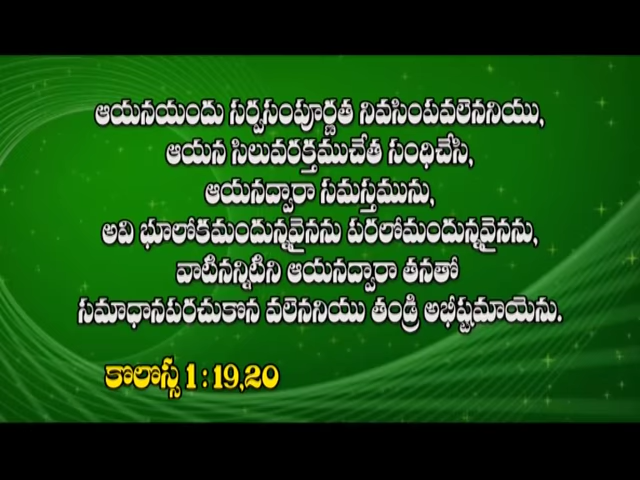 ఆయనయందు సర్వసంపూర్ణత నివసింపవలెననియు,
ఆయన సిలువరక్తముచేత సంధిచేసి,
ఆయనద్వారా సమస్తమును,
అవి భూలోకమందున్నవైనను పరలోమందున్నవైనను,
వాటినన్నిటిని ఆయనద్వారా తనతో
సమాధానపరచుకొన వలెననియు తండ్రి అభీష్టమాయెను.
కొలొస్స 1 : 19,20